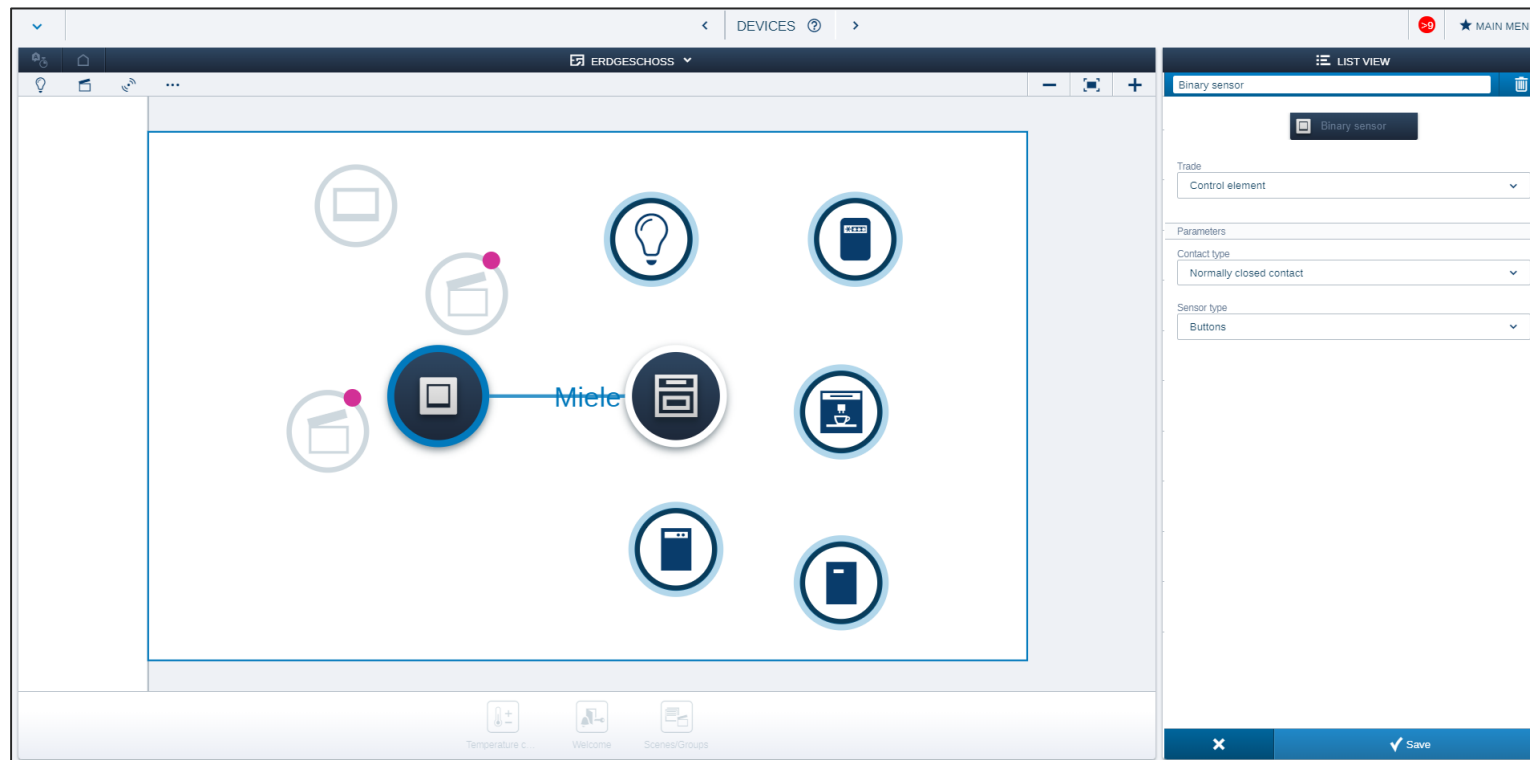 DEVICES
>9
MAIN MEN
ERDGESCHOSS
LIST VIEW
Binary sensor
Binary sensor
Trade
Control element
Parameters
Contact type
Normally closed contact
Sensor type
Buttons
Miele
Temperature c...
Welcome
Scenes/Groups
Save